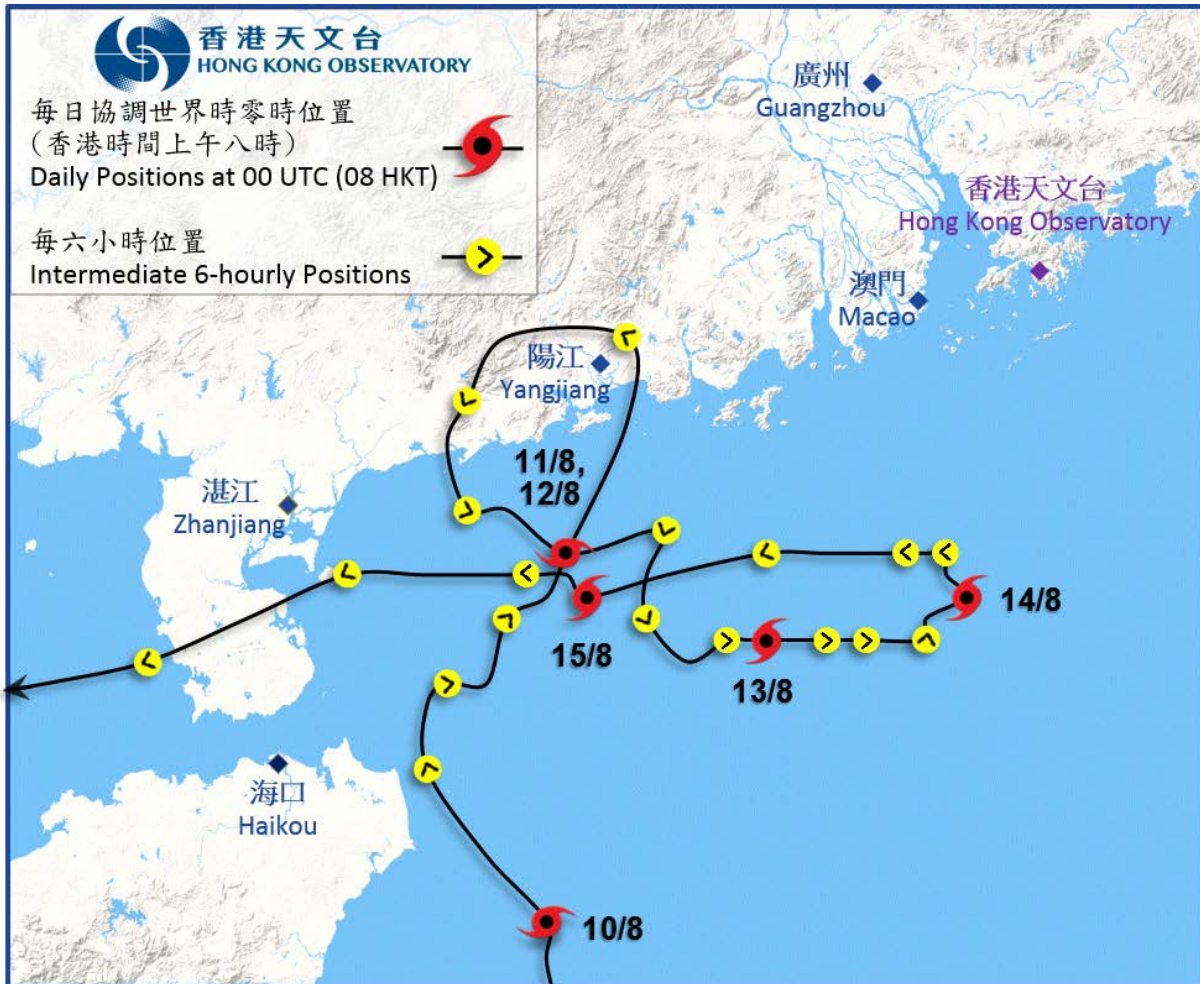 香港天文台
HONG KONG OBSERVATORY
每日協調世界時零時位置
(香港時間上午八時)
Daily Positions at 00 UTC (08 HKT)
每六小時位置
Intermediate 6-hourly Positions
廣州
Guangzhou
香港天文台
Hong Kong Observatory
澳門
Macao
陽江
Yangjiang
11/8,
12/8
湛江
Zhanjiang
14/8
15/8
13/8
海口
Haikou
10/8